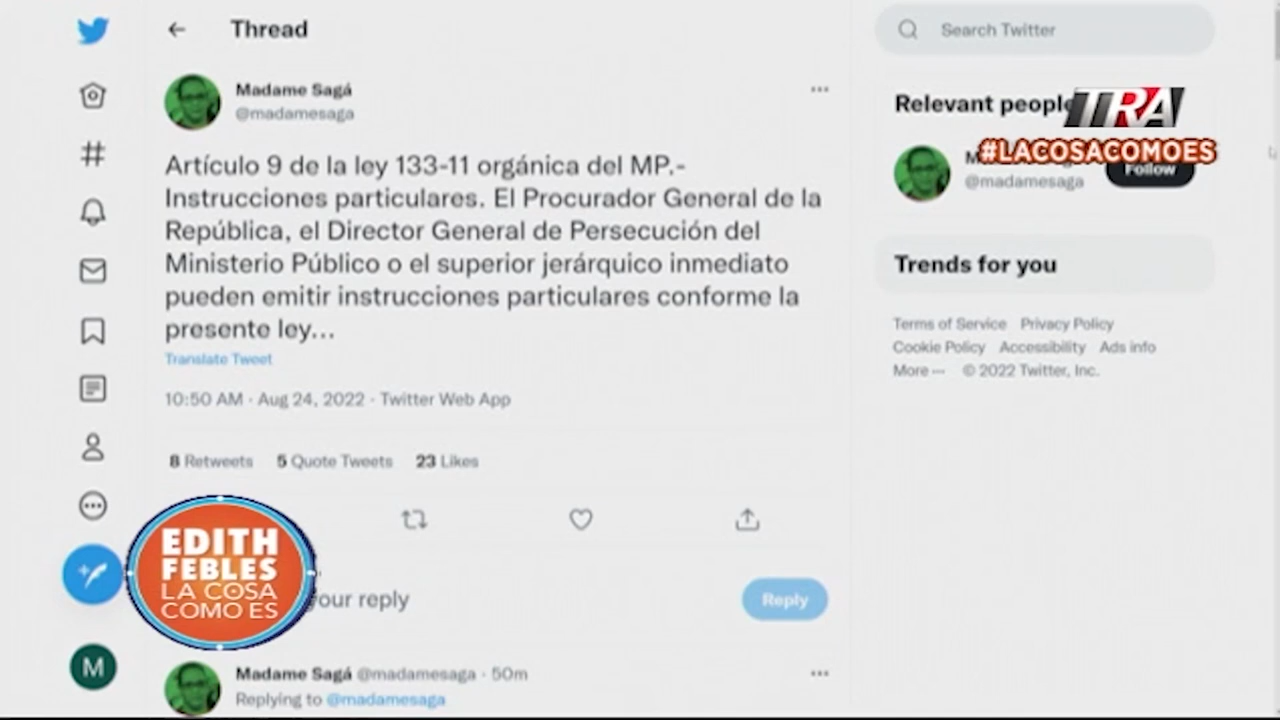 Thread
Search Twitter
Madame Sagá
@madamesaga
Artículo 9 de la ley 133-11 orgánica del MP.-
Instrucciones particulares. El Procurador General de la
República, el Director General de Persecución del
Ministerio Público o el superior jerárquico inmediato
pueden emitir instrucciones particulares conforme la
presente ley...
Translate Tweet
10:50 AM · Aug 24, 2022 · Twitter Web App
8 Retweets 5 Quote Tweets 23 Likes
EDITH
FEBLES
LA COSA
COMO ES
your reply
Reply
M
Madame Sagá @madamesaga · 50m
Replying to @madamesaga
Relevant people
TRA
#LACOSACOMOES
@madamesaga
Follow
Trends for you
Terms of Service Privacy Policy
Cookie Policy Accessibility Ads info
More ··· © 2022 Twitter, Inc.